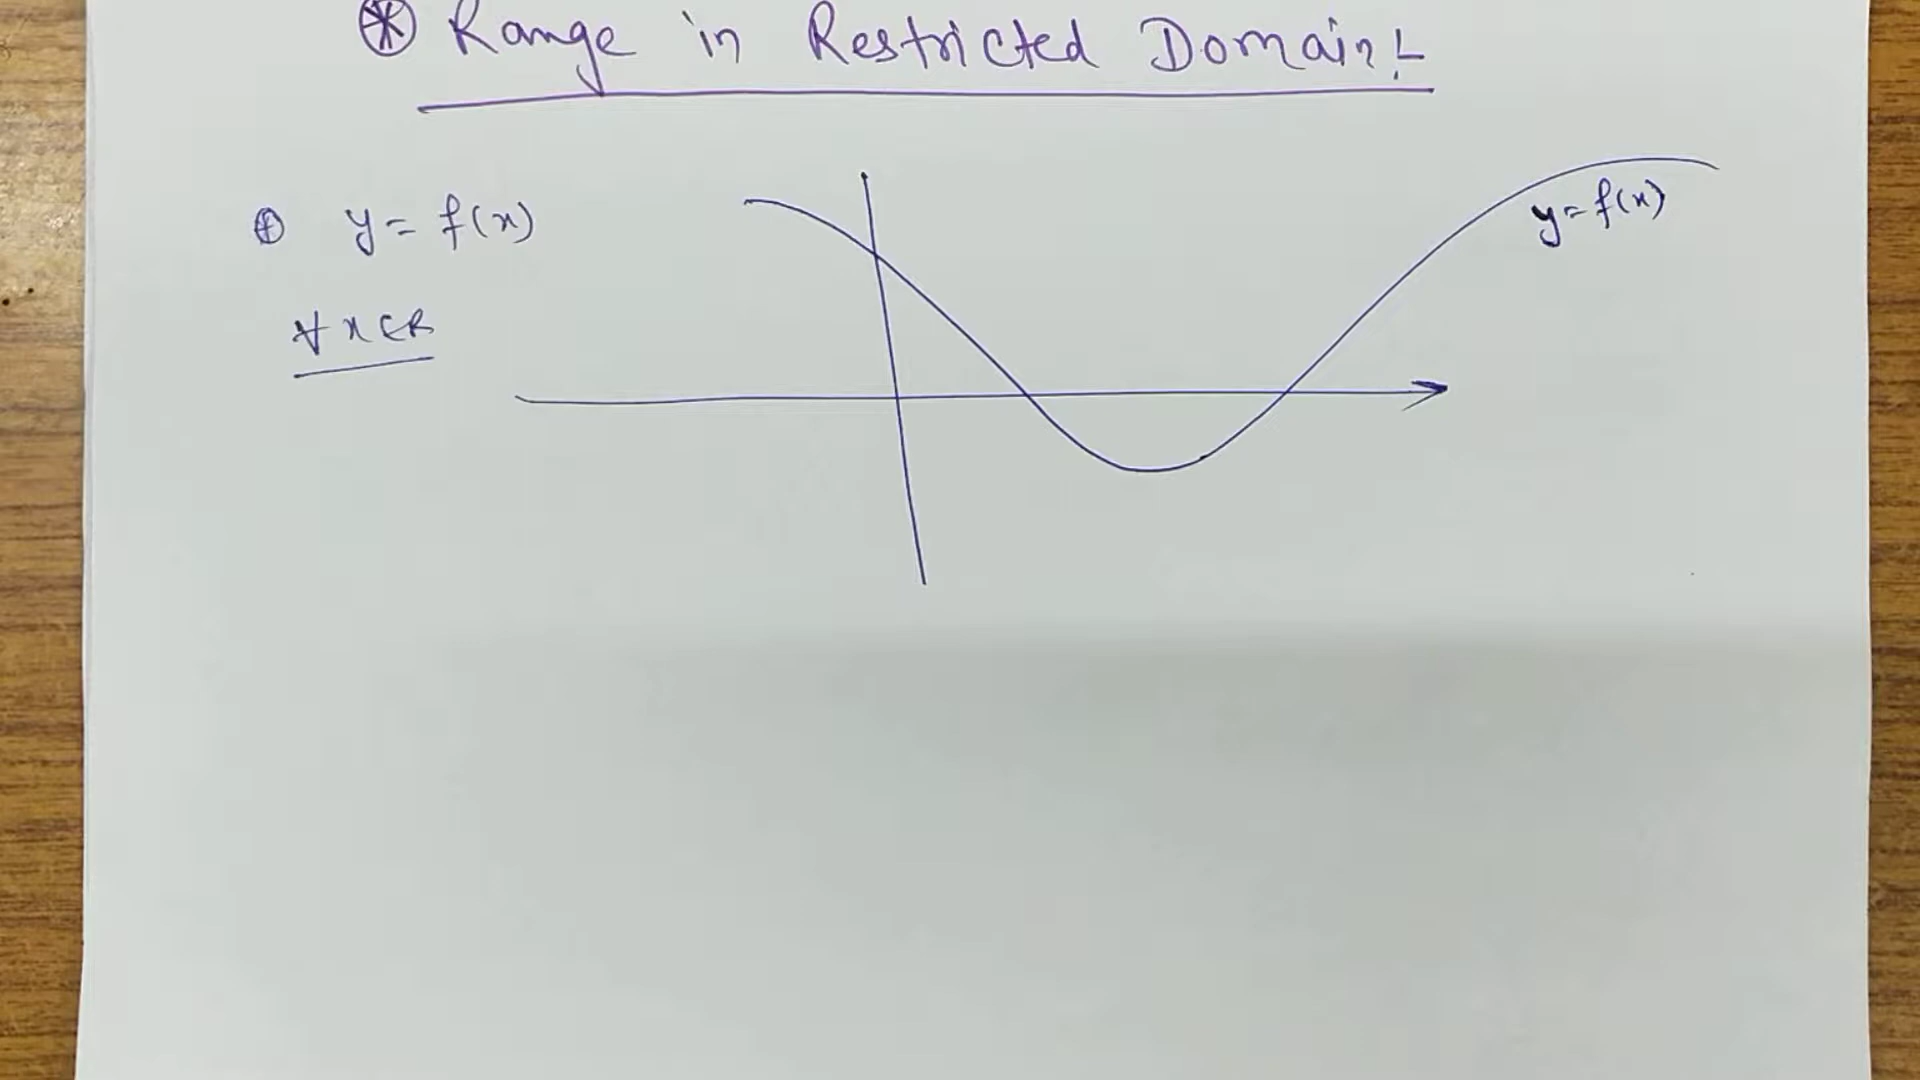 ⊛ Range in Restricted Domain:-
⊕ y = f(x)
y = f(x)
∀ x ∈ R